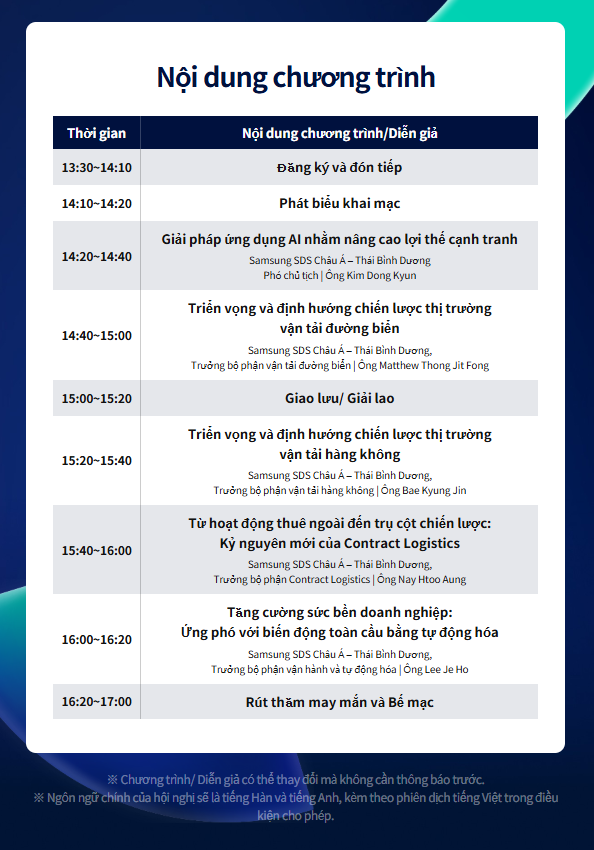 Nội dung chương trình
Thời gian
Nội dung chương trình/Diễn giả
13:30~14:10
Đăng ký và đón tiếp
14:10~14:20
Phát biểu khai mạc
14:20~14:40
Giải pháp ứng dụng AI nhằm nâng cao lợi thế cạnh tranh
Samsung SDS Châu Á – Thái Bình Dương
Phó chủ tịch | Ông Kim Dong Kyun
14:40~15:00
Triển vọng và định hướng chiến lược thị trường
vận tải đường biển
Samsung SDS Châu Á – Thái Bình Dương,
Trưởng bộ phận vận tải đường biển | Ông Matthew Thong Jit Fong
15:00~15:20
Giao lưu/ Giải lao
15:20~15:40
Triển vọng và định hướng chiến lược thị trường
vận tải hàng không
Samsung SDS Châu Á – Thái Bình Dương,
Trưởng bộ phận vận tải hàng không | Ông Bae Kyung Jin
15:40~16:00
Từ hoạt động thuê ngoài đến trụ cột chiến lược:
Kỷ nguyên mới của Contract Logistics
Samsung SDS Châu Á – Thái Bình Dương,
Trưởng bộ phận Contract Logistics | Ông Nay Htoo Aung
16:00~16:20
Tăng cường sức bền doanh nghiệp:
Ứng phó với biến động toàn cầu bằng tự động hóa
Samsung SDS Châu Á – Thái Bình Dương,
Trưởng bộ phận vận hành và tự động hóa | Ông Lee Je Ho
16:20~17:00
Rút thăm may mắn và Bế mạc
※ Chương trình/ Diễn giả có thể thay đổi mà không cần thông báo trước.
※ Ngôn ngữ chính của hội nghị sẽ là tiếng Hàn và tiếng Anh, kèm theo phiên dịch tiếng Việt trong điều
kiện cho phép.